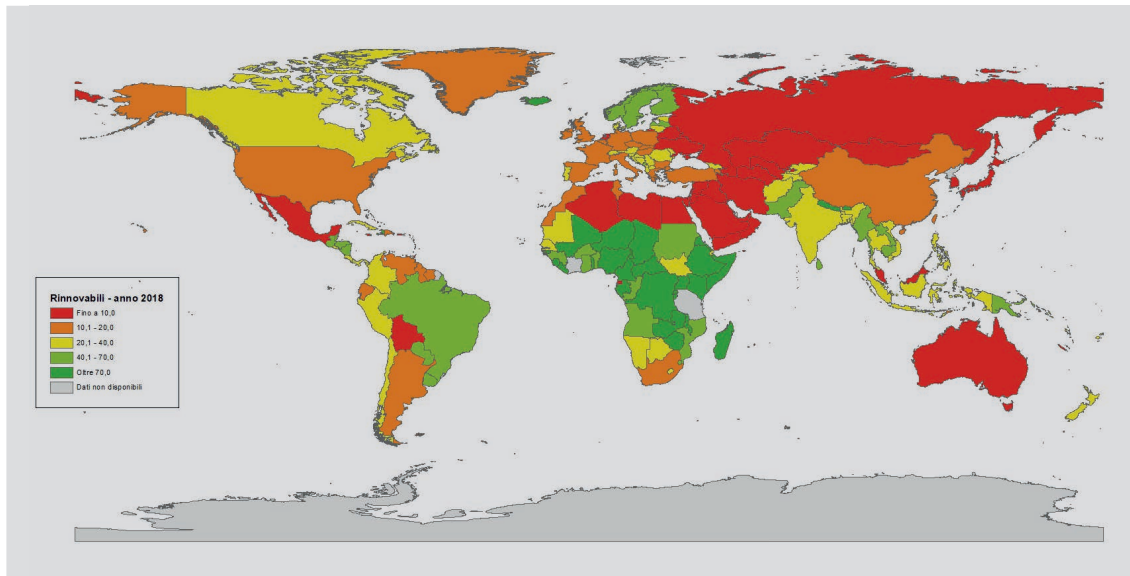 Rinnovabili - anno 2018
Fino a 10,0
10,1 - 20,0
20,1 - 40,0
40,1 - 70,0
Oltre 70,0
Dati non disponibili